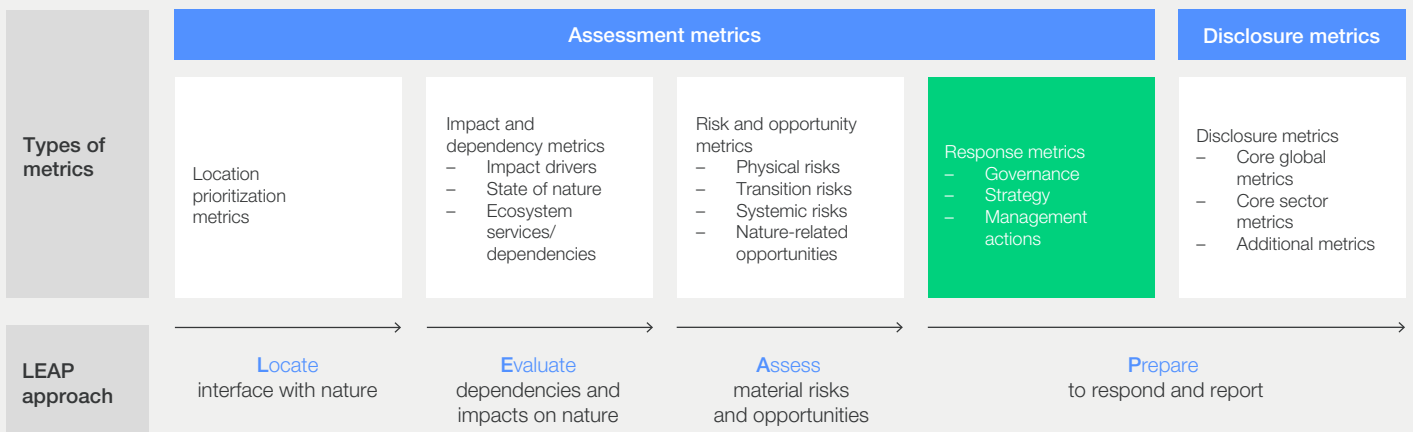 Assessment metrics
Disclosure metrics
Types of
metrics
Location
prioritization
metrics
Impact and
dependency metrics
– Impact drivers
– State of nature
– Ecosystem
services/
dependencies
Risk and opportunity
metrics
– Physical risks
– Transition risks
– Systemic risks
– Nature-related
opportunities
Response metrics
– Governance
– Strategy
– Management
actions
Disclosure metrics
– Core global
metrics
– Core sector
metrics
– Additional metrics
LEAP
approach
Locate
interface with nature
Evaluate
dependencies and
impacts on nature
Assess
material risks
and opportunities
Prepare
to respond and report